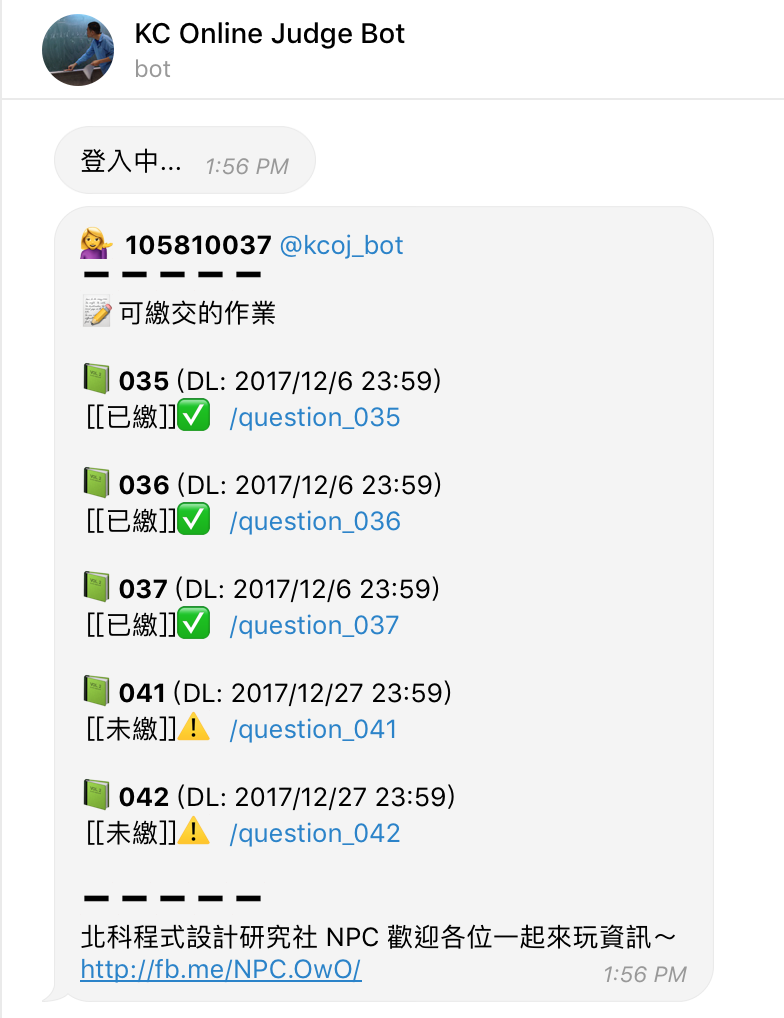 KC Online Judge Bot
bot
登入中... 1:56 PM
105810037 @kcoj_bot
可繳交的作業
035 (DL: 2017/12/6 23:59)
[[已繳]]✅ /question_035
036 (DL: 2017/12/6 23:59)
[[已繳]]✅ /question_036
037 (DL: 2017/12/6 23:59)
[[已繳]]✅ /question_037
041 (DL: 2017/12/27 23:59)
[[未繳]]⚠️ /question_041
042 (DL: 2017/12/27 23:59)
[[未繳]]⚠️ /question_042
北科程式設計研究社 NPC 歡迎各位一起來玩資訊～
http://fb.me/NPC.OwO/ 1:56 PM